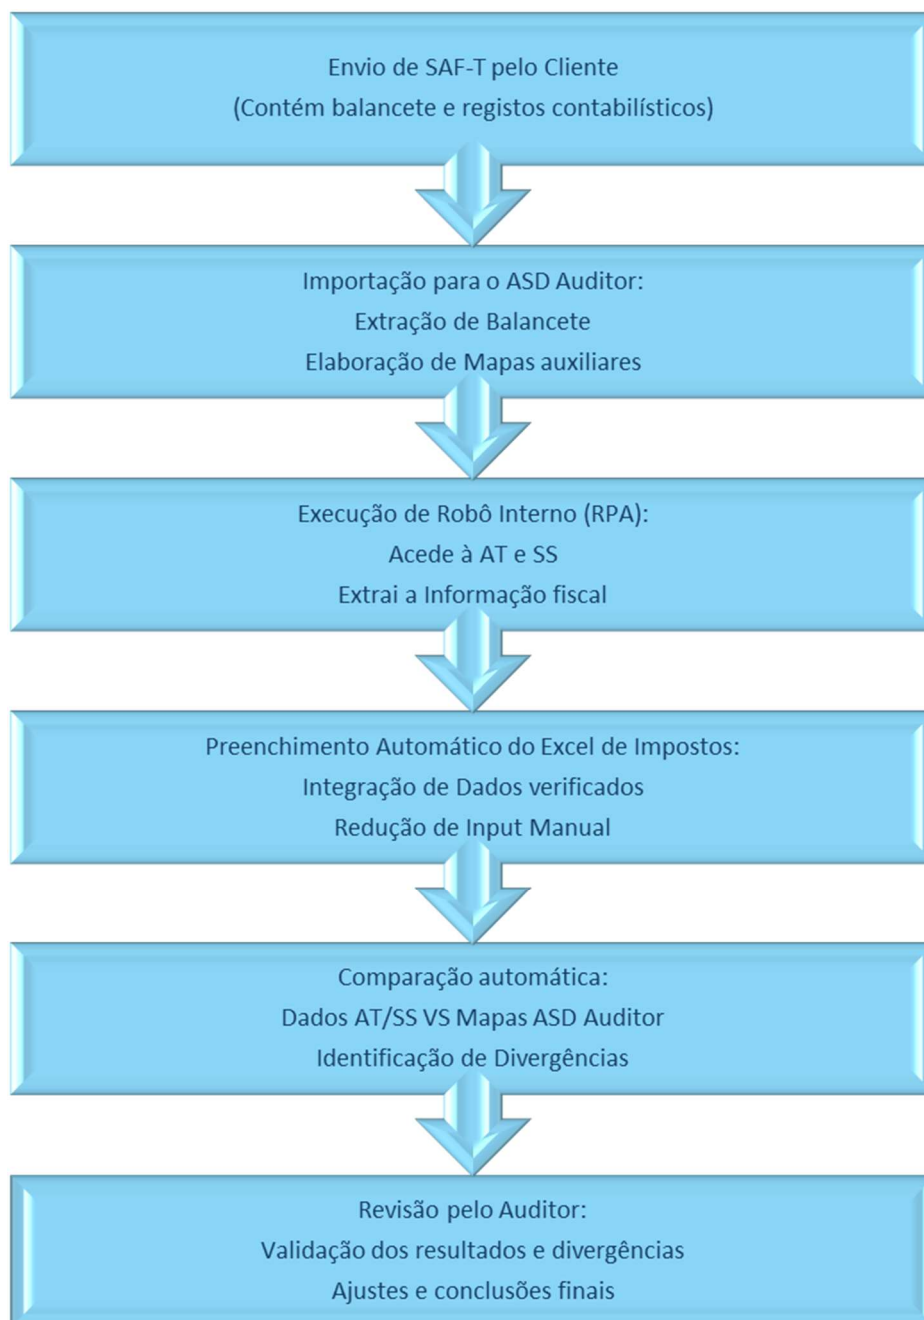 Envio de SAF-T pelo Cliente
(Contém balancete e registos contabilísticos)
Importação para o ASD Auditor:
Extração de Balancete
Elaboração de Mapas auxiliares
Execução de Robô Interno (RPA):
Acede à AT e SS
Extrai a Informação fiscal
Preenchimento Automático do Excel de Impostos:
Integração de Dados verificados
Redução de Input Manual
Comparação automática:
Dados AT/SS VS Mapas ASD Auditor
Identificação de Divergências
Revisão pelo Auditor:
Validação dos resultados e divergências
Ajustes e conclusões finais